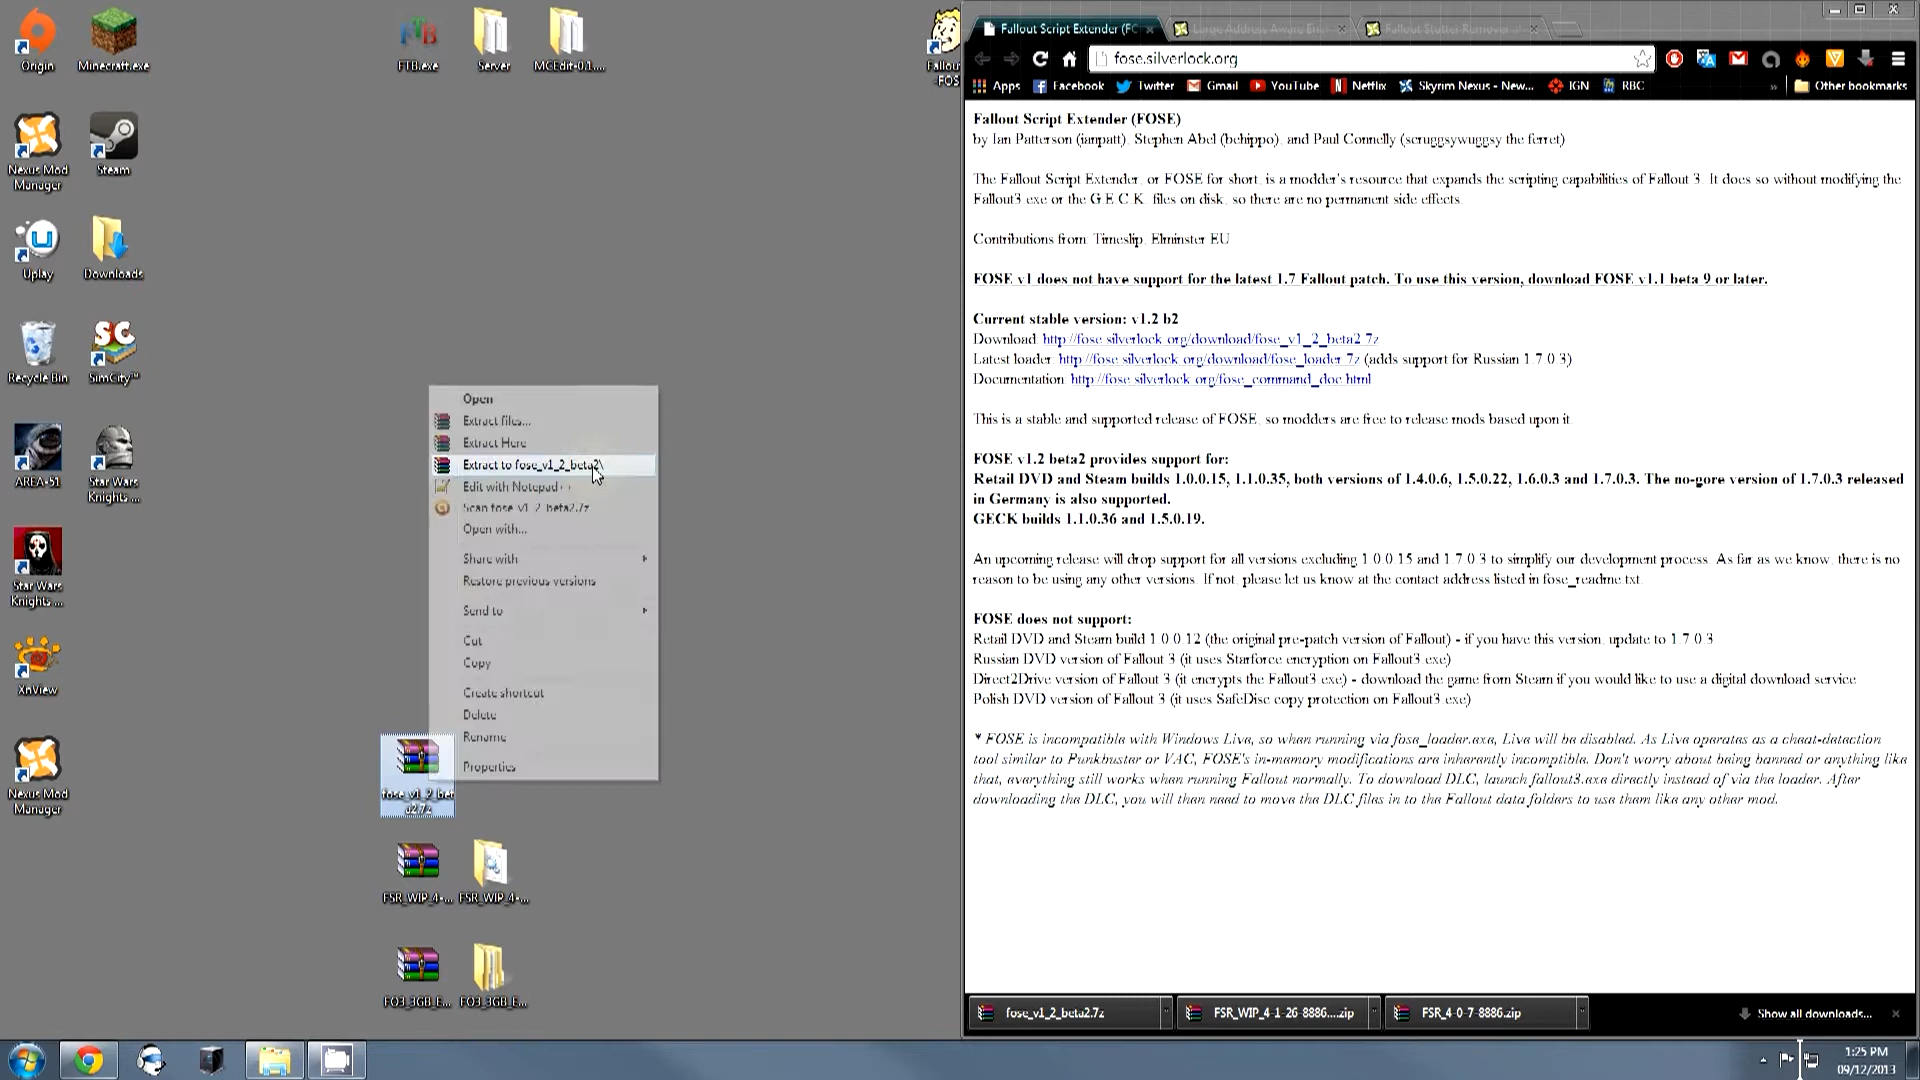 Origin
Minecraft.exe
FTB.exe
Server
MCEdit-0.1....
Fallout
-FOS
Nexus Mod
Manager
Steam
Uplay
Downloads
Recycle Bin
SimCity™
AREA-51
Star Wars
Knights ...
Star Wars
Knights ...
XnView
Nexus Mod
Manager
Open
Extract files...
Extract Here
Extract to fose_v1_2_beta2\
Edit with Notepad++
Scan fose_v1_2_beta2.7z
Open with...
Share with
Restore previous versions
Send to
Cut
Copy
Create shortcut
Delete
Rename
Properties
fose_v1_2_bet
a2.7z
FSR_WIP_4-...
FSR_WIP_4-...
FO3_3GB_E...
FO3_3GB_E...
Fallout Script Extender (FC
Large Address Aware Ena
Fallout Stutter Remover at
fose.silverlock.org
Apps
Facebook
Twitter
Gmail
YouTube
Netflix
Skyrim Nexus - New...
IGN
RBC
»
Other bookmarks
Fallout Script Extender (FOSE)
by Ian Patterson (ianpatt), Stephen Abel (behippo), and Paul Connelly (scruggsywuggsy the ferret)
The Fallout Script Extender, or FOSE for short, is a modder's resource that expands the scripting capabilities of Fallout 3. It does so without modifying the
Fallout3.exe or the G.E.C.K. files on disk, so there are no permanent side effects.
Contributions from: Timeslip, Elminster EU
FOSE v1 does not have support for the latest 1.7 Fallout patch. To use this version, download FOSE v1.1 beta 9 or later.
Current stable version: v1.2 b2
Download: http://fose.silverlock.org/download/fose_v1_2_beta2.7z
Latest loader: http://fose.silverlock.org/download/fose_loader.7z (adds support for Russian 1.7.0.3)
Documentation: http://fose.silverlock.org/fose_command_doc.html
This is a stable and supported release of FOSE, so modders are free to release mods based upon it.
FOSE v1.2 beta2 provides support for:
Retail DVD and Steam builds 1.0.0.15, 1.1.0.35, both versions of 1.4.0.6, 1.5.0.22, 1.6.0.3 and 1.7.0.3. The no-gore version of 1.7.0.3 released
in Germany is also supported.
GECK builds 1.1.0.36 and 1.5.0.19.
An upcoming release will drop support for all versions excluding 1.0.0.15 and 1.7.0.3 to simplify our development process. As far as we know, there is no
reason to be using any other versions. If not, please let us know at the contact address listed in fose_readme.txt.
FOSE does not support:
Retail DVD and Steam build 1.0.0.12 (the original pre-patch version of Fallout) - if you have this version, update to 1.7.0.3
Russian DVD version of Fallout 3 (it uses Starforce encryption on Fallout3.exe)
Direct2Drive version of Fallout 3 (it encrypts the Fallout3.exe) - download the game from Steam if you would like to use a digital download service
Polish DVD version of Fallout 3 (it uses SafeDisc copy protection on Fallout3.exe)
* FOSE is incompatible with Windows Live, so when running via fose_loader.exe, Live will be disabled. As Live operates as a cheat-detection
tool similar to Punkbuster or VAC, FOSE's in-memory modifications are inherently incomptible. Don't worry about being banned or anything like
that, everything still works when running Fallout normally. To download DLC, launch fallout3.exe directly instead of via the loader. After
downloading the DLC, you will then need to move the DLC files in to the Fallout data folders to use them like any other mod.
fose_v1_2_beta2.7z
FSR_WIP_4-1-26-8886....zip
FSR_4-0-7-8886.zip
Show all downloads...
1:25 PM
09/12/2013